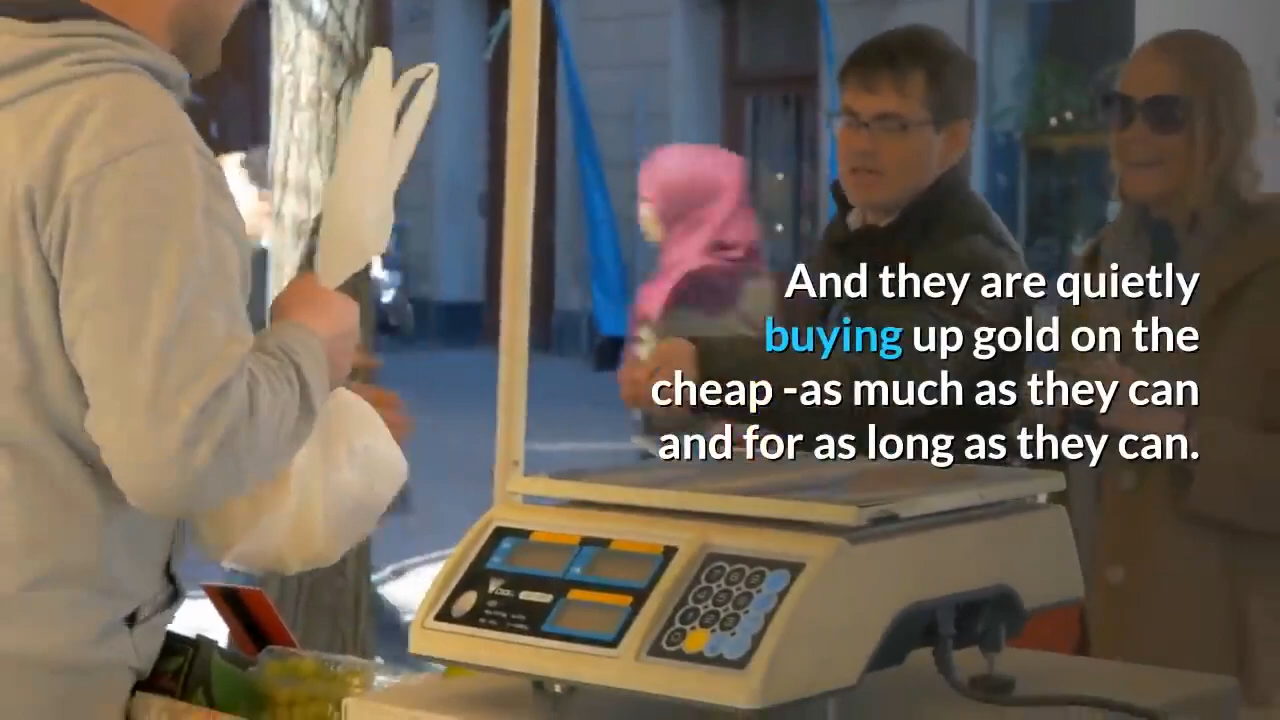 And they are quietly
buying up gold on the
cheap -as much as they can
and for as long as they can.